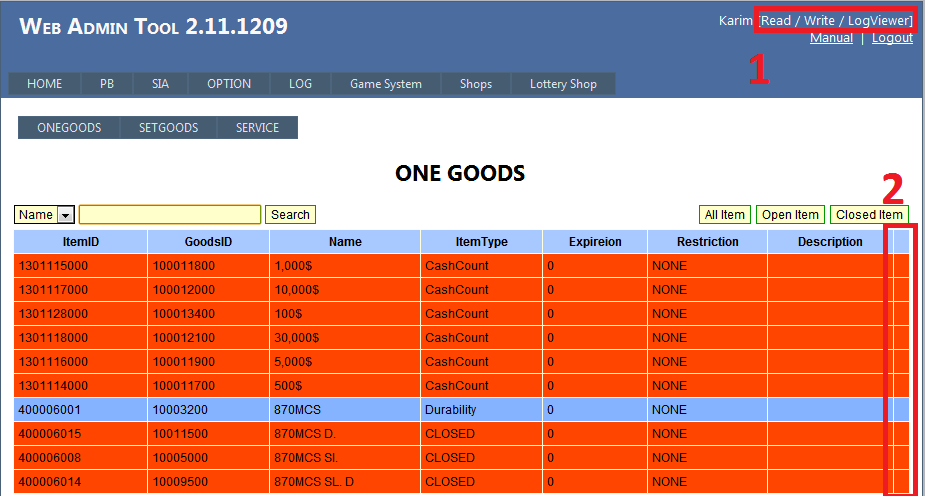 WEB ADMIN TOOL 2.11.1209
Karim [Read / Write / LogViewer]
Manual | Logout
1
HOME PB SIA OPTION LOG Game System Shops Lottery Shop
ONEGOODS SETGOODS SERVICE
ONE GOODS
2
Name Search All Item Open Item Closed Item
ItemID GoodsID Name ItemType Expireion Restriction Description
1301115000 100011800 1,000$ CashCount 0 NONE
1301117000 100012000 10,000$ CashCount 0 NONE
1301128000 100013400 100$ CashCount 0 NONE
1301118000 100012100 30,000$ CashCount 0 NONE
1301116000 100011900 5,000$ CashCount 0 NONE
1301114000 100011700 500$ CashCount 0 NONE
400006001 10003200 870MCS Durability 0 NONE
400006015 10011500 870MCS D. CLOSED 0 NONE
400006008 10005000 870MCS SI. CLOSED 0 NONE
400006014 10009500 870MCS SL. D CLOSED 0 NONE